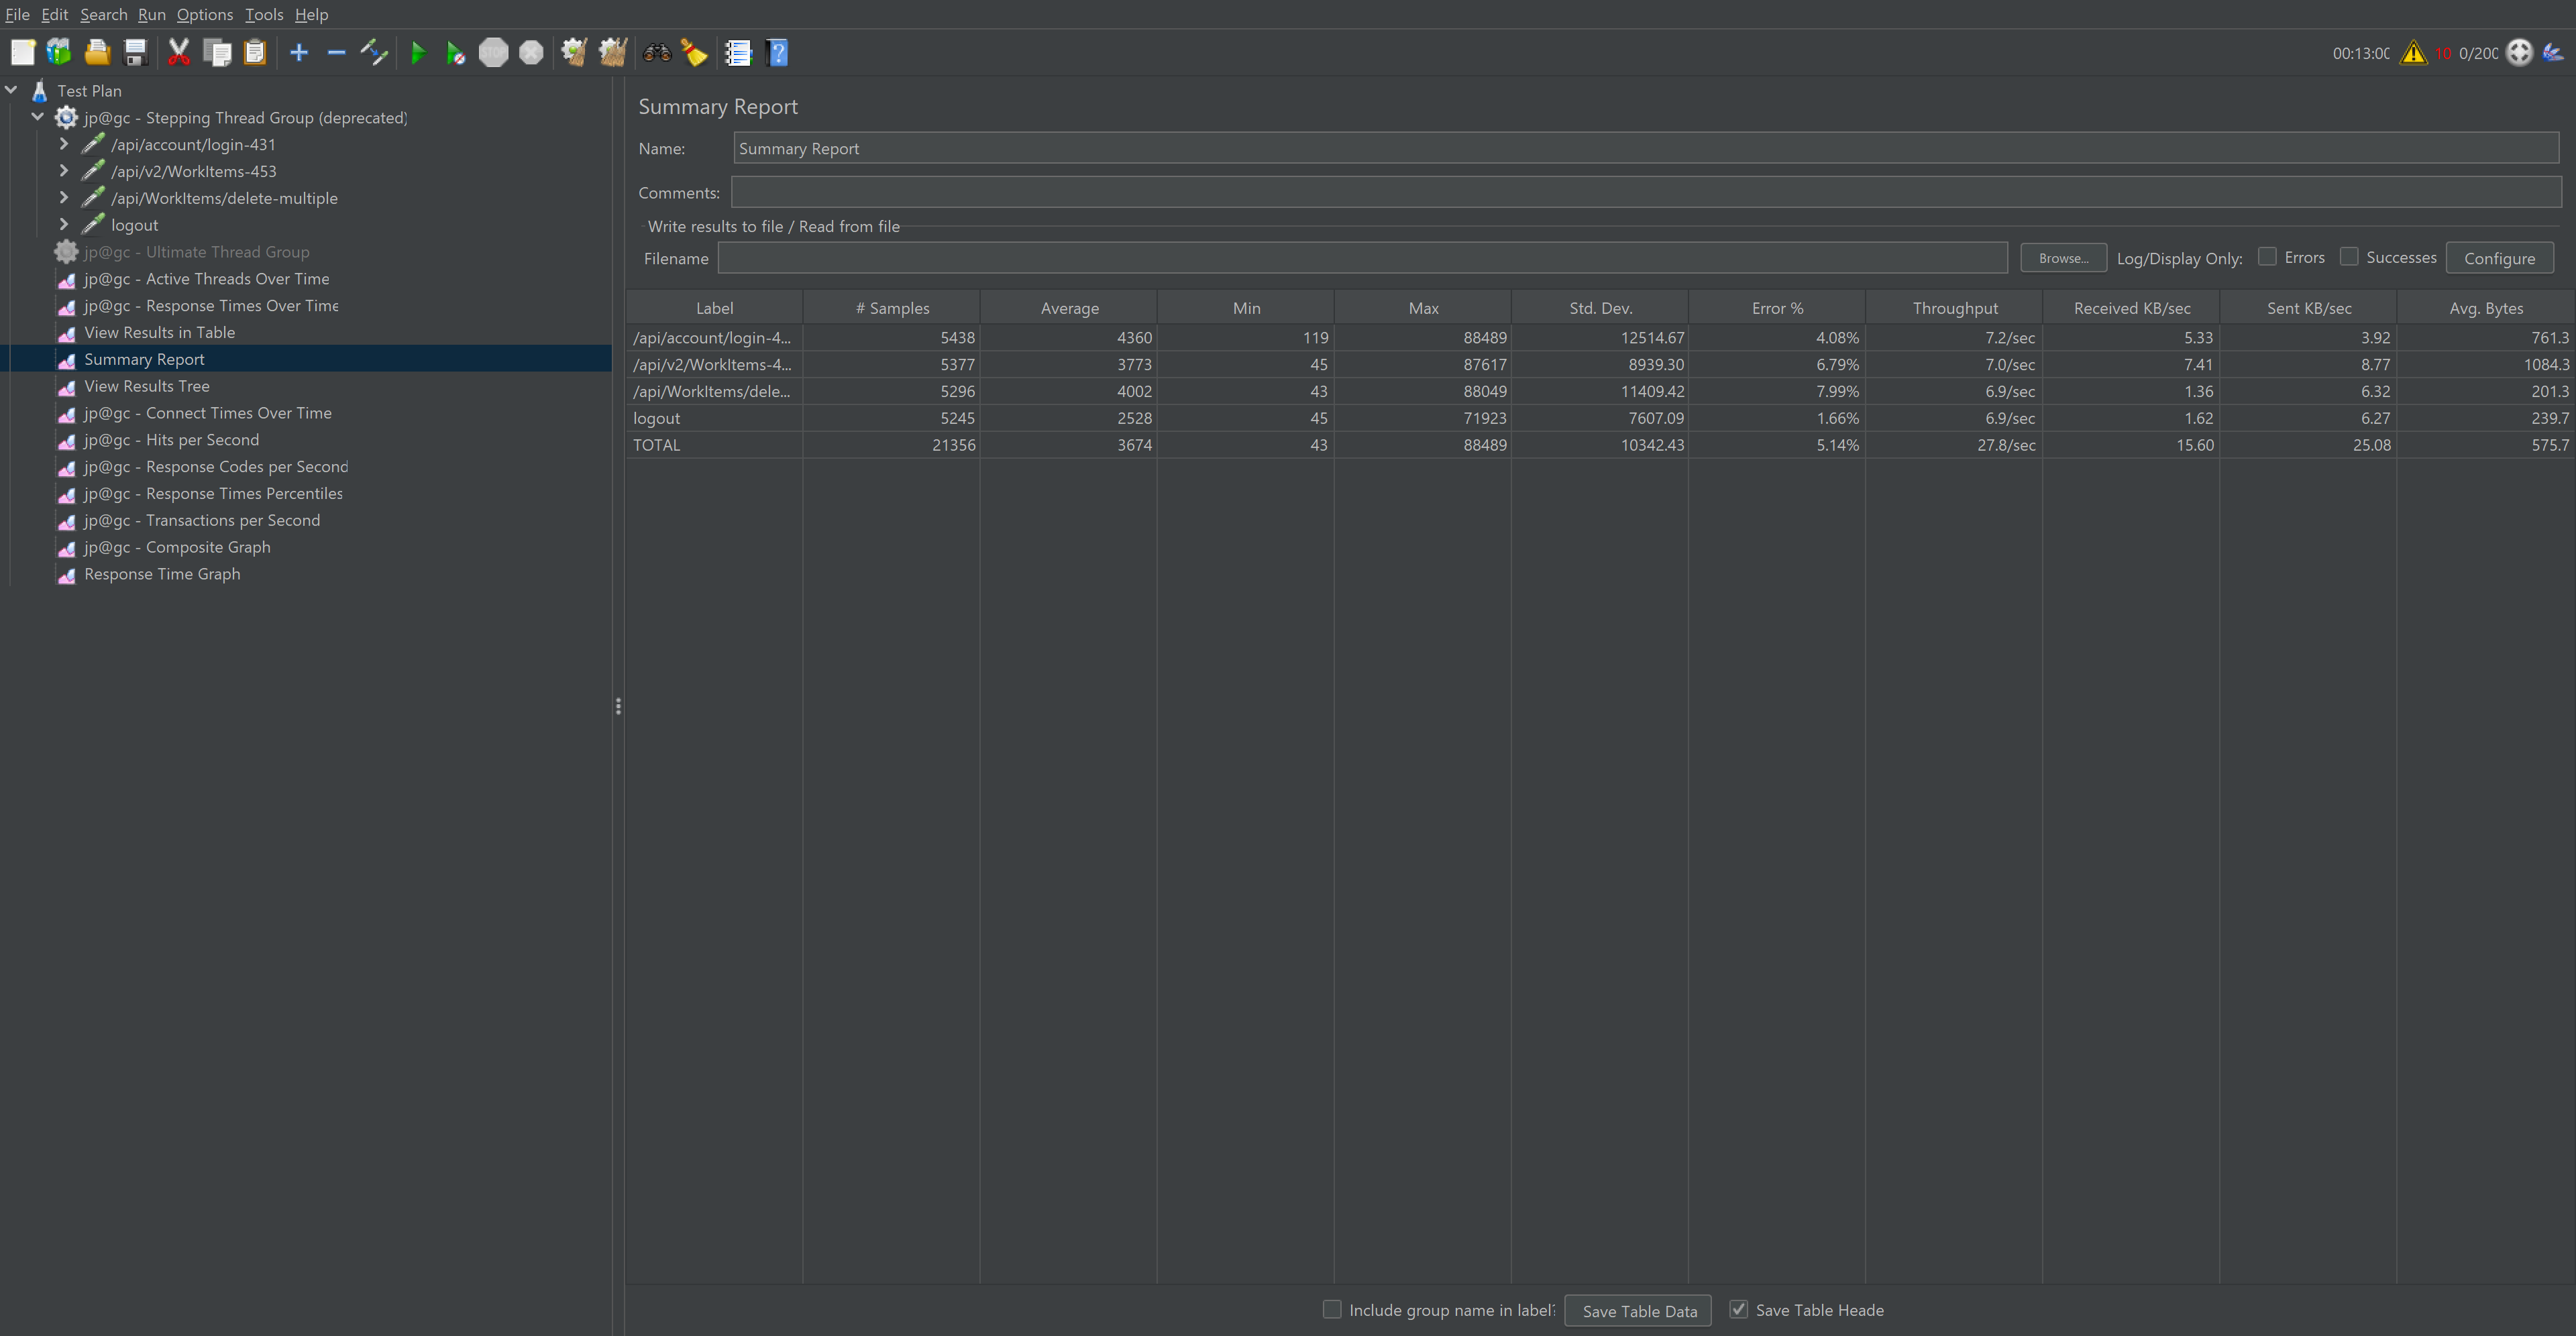 File Edit Search Run Options Tools Help
STOP
00:13:00 10 0/200
Test Plan
jp@gc - Stepping Thread Group (deprecated)
/api/account/login-431
/api/v2/WorkItems-453
/api/WorkItems/delete-multiple
logout
jp@gc - Ultimate Thread Group
jp@gc - Active Threads Over Time
jp@gc - Response Times Over Time
View Results in Table
Summary Report
View Results Tree
jp@gc - Connect Times Over Time
jp@gc - Hits per Second
jp@gc - Response Codes per Second
jp@gc - Response Times Percentiles
jp@gc - Transactions per Second
jp@gc - Composite Graph
Response Time Graph
Summary Report
Name: Summary Report
Comments:
Write results to file / Read from file
Filename Browse... Log/Display Only: Errors Successes Configure
Label # Samples Average Min Max Std. Dev. Error % Throughput Received KB/sec Sent KB/sec Avg. Bytes
/api/account/login-4... 5438 4360 119 88489 12514.67 4.08% 7.2/sec 5.33 3.92 761.3
/api/v2/WorkItems-4... 5377 3773 45 87617 8939.30 6.79% 7.0/sec 7.41 8.77 1084.3
/api/WorkItems/dele... 5296 4002 43 88049 11409.42 7.99% 6.9/sec 1.36 6.32 201.3
logout 5245 2528 45 71923 7607.09 1.66% 6.9/sec 1.62 6.27 239.7
TOTAL 21356 3674 43 88489 10342.43 5.14% 27.8/sec 15.60 25.08 575.7
Include group name in label? Save Table Data Save Table Heade